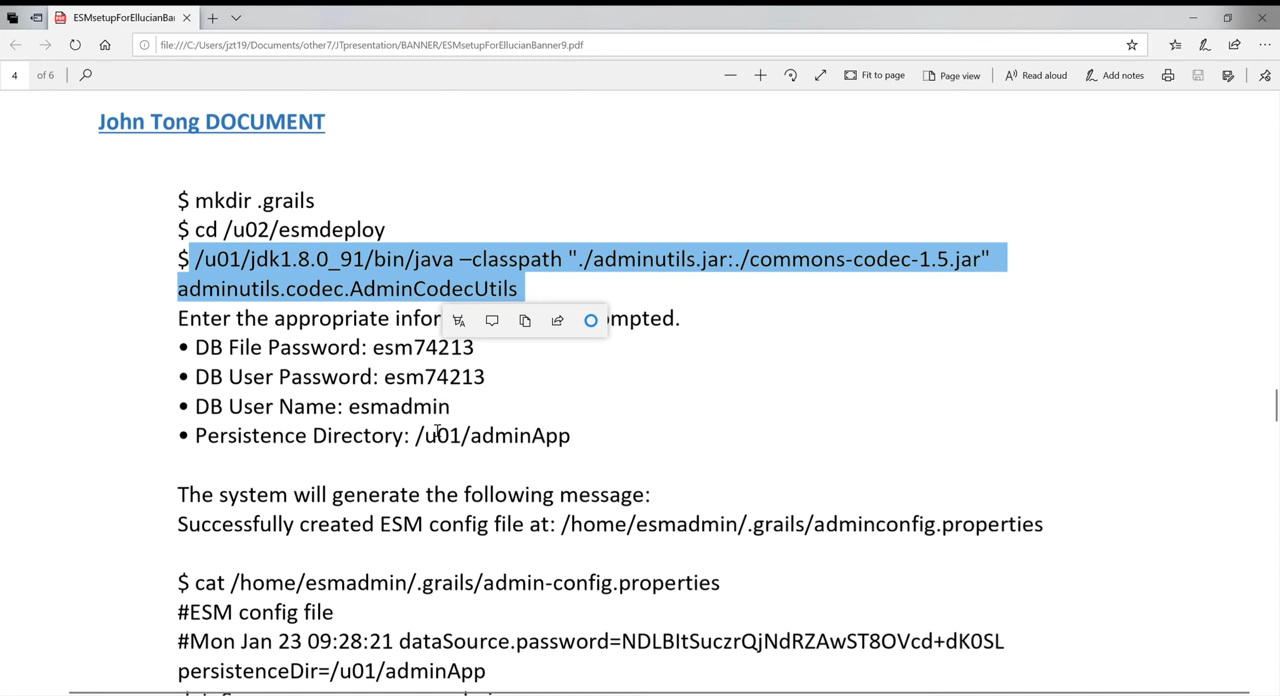 ESMsetupForEllucianBan
file:///C:/Users/jzt19/Documents/other7/JTpresentation/BANNER/ESMsetupForEllucianBanner9.pdf
4 of 6 Fit to page Page view Read aloud Add notes
John Tong DOCUMENT
$ mkdir .grails
$ cd /u02/esmdeploy
$ /u01/jdk1.8.0_91/bin/java –classpath "./adminutils.jar:./commons-codec-1.5.jar"
adminutils.codec.AdminCodecUtils
Enter the appropriate
• DB File Password: esm74213
• DB User Password: esm74213
• DB User Name: esmadmin
• Persistence Directory: /u01/adminApp
The system will generate the following message:
Successfully created ESM config file at: /home/esmadmin/.grails/adminconfig.properties
$ cat /home/esmadmin/.grails/admin-config.properties
#ESM config file
#Mon Jan 23 09:28:21 dataSource.password=NDLBItSuczrQjNdRZAwST8OVcd+dK0SL
persistenceDir=/u01/adminApp